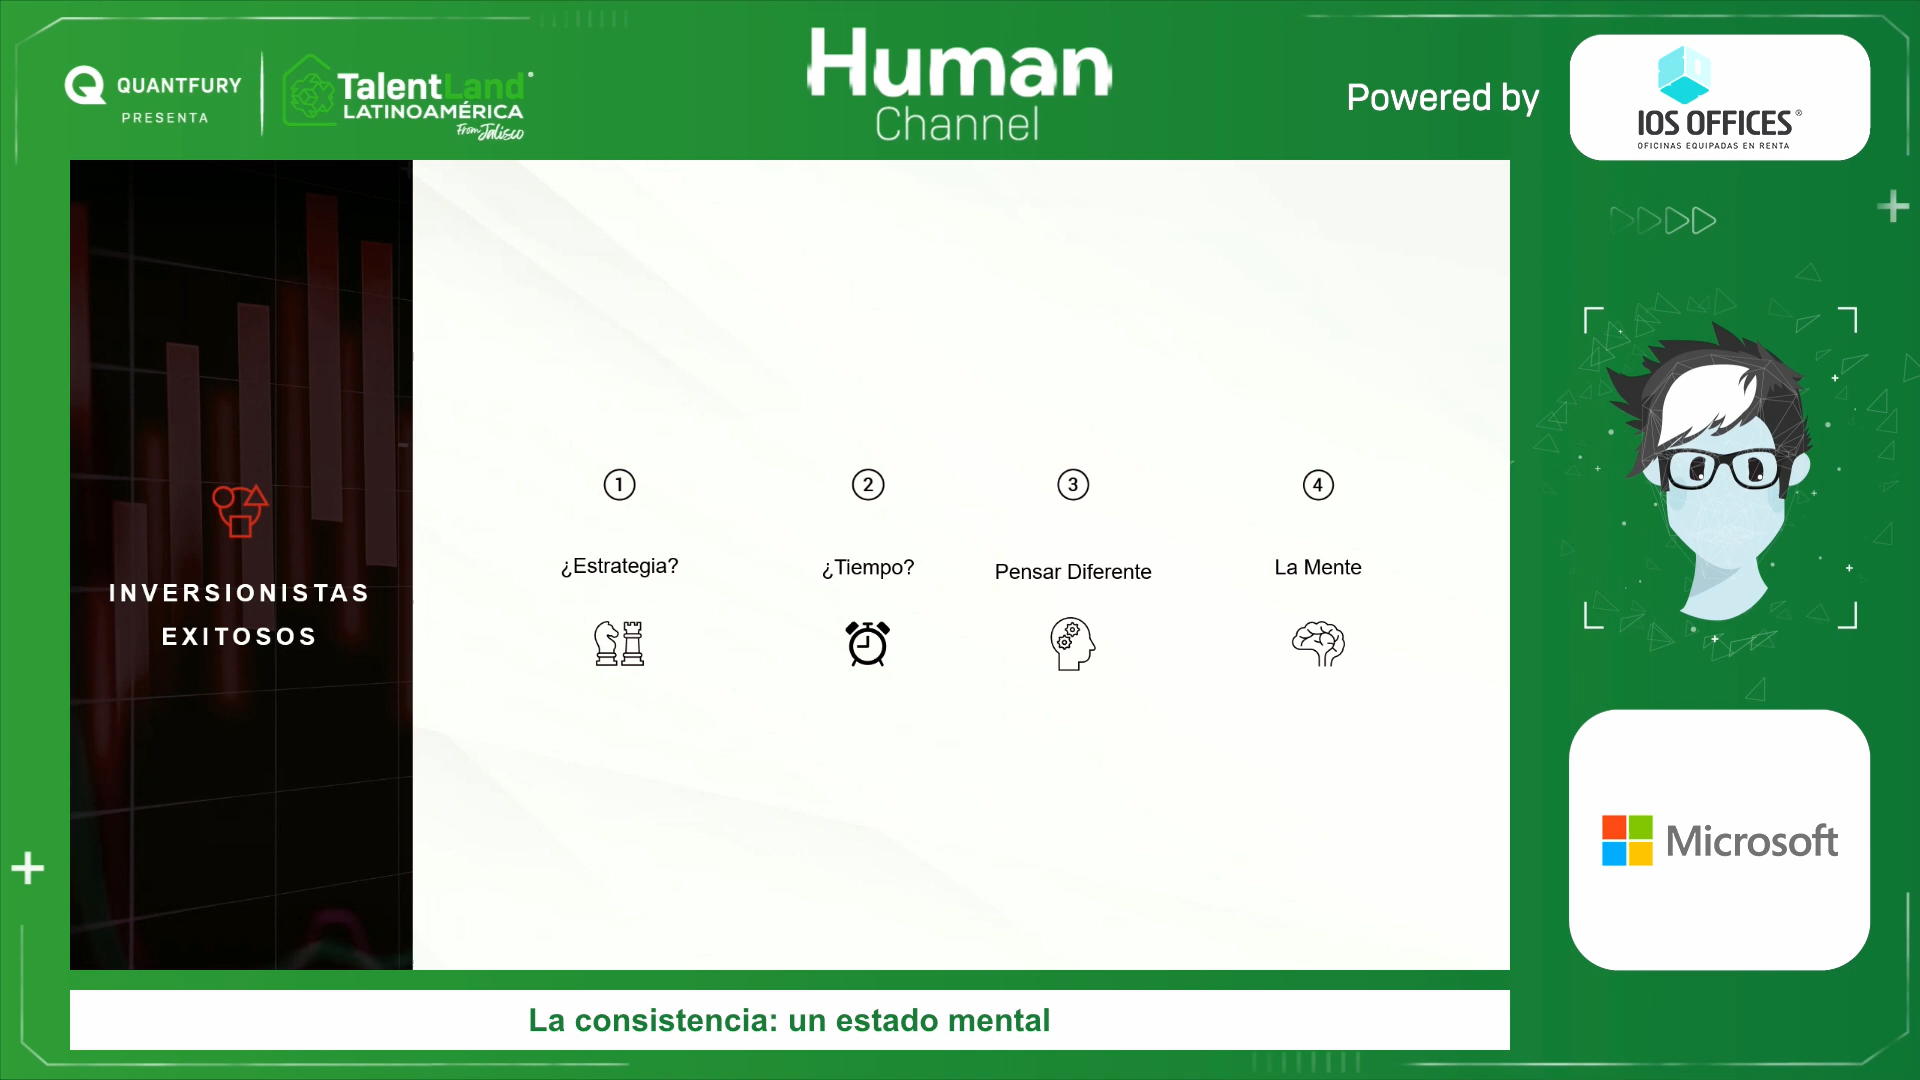 QUANTFURY
PRESENTA
TalentLand
LATINOAMÉRICA
From Jalisco
Human
Channel
Powered by
IOS OFFICES®
OFICINAS EQUIPADAS EN RENTA
INVERSIONISTAS
EXITOSOS
1
2
3
4
¿Estrategia?
¿Tiempo?
Pensar Diferente
La Mente
Microsoft
La consistencia: un estado mental